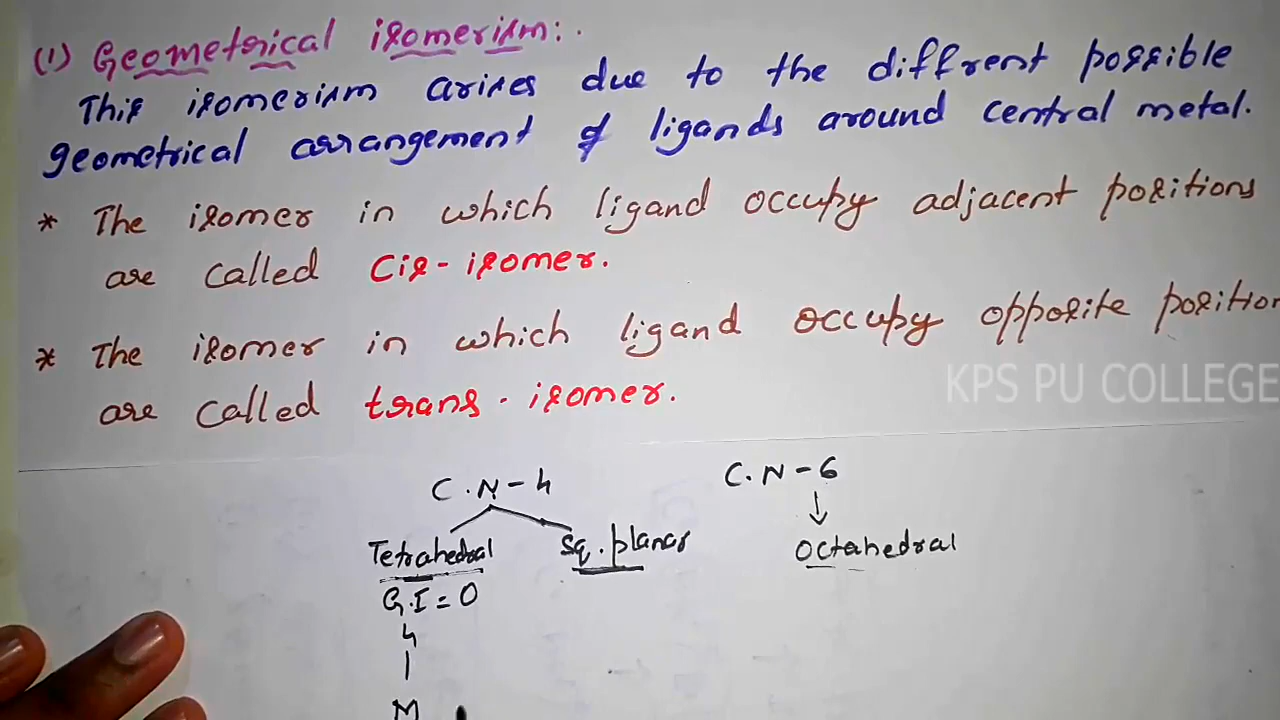 (1) Geometrical isomerism:.
This isomerism arises due to the diffrent possible
geometrical arrangement of ligands around central metal.
* The isomer in which ligand occupy adjacent positions
are called Cis-isomer.
* The isomer in which ligand occupy opposite position
are called trans-isomer.
KPS PU COLLEGE
C.N-4
C.N-6
Tetrahedral
Sq.planar
Octahedral
G.I=0
4
M